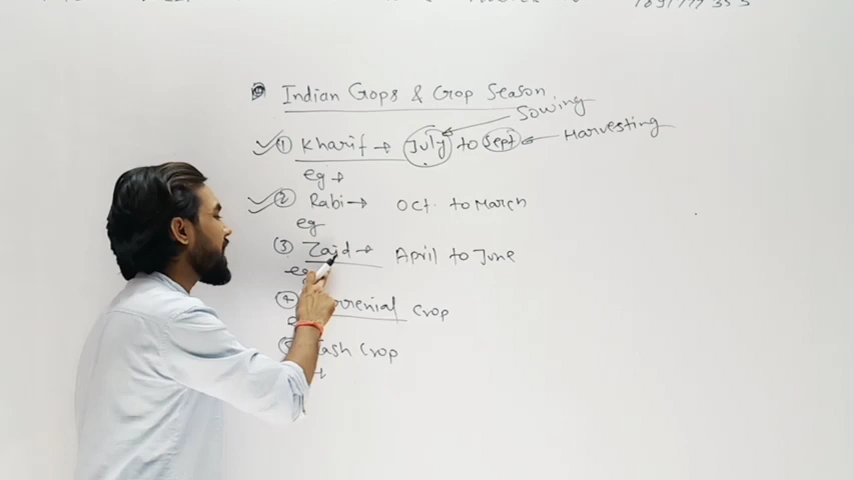 Indian Crops & Crop Season
Sowing
① Kharif → July to Sept Harvesting
eg →
② Rabi → Oct. to March
eg
③ Zaid → April to June
eg
④ Crop
⑤ Crop